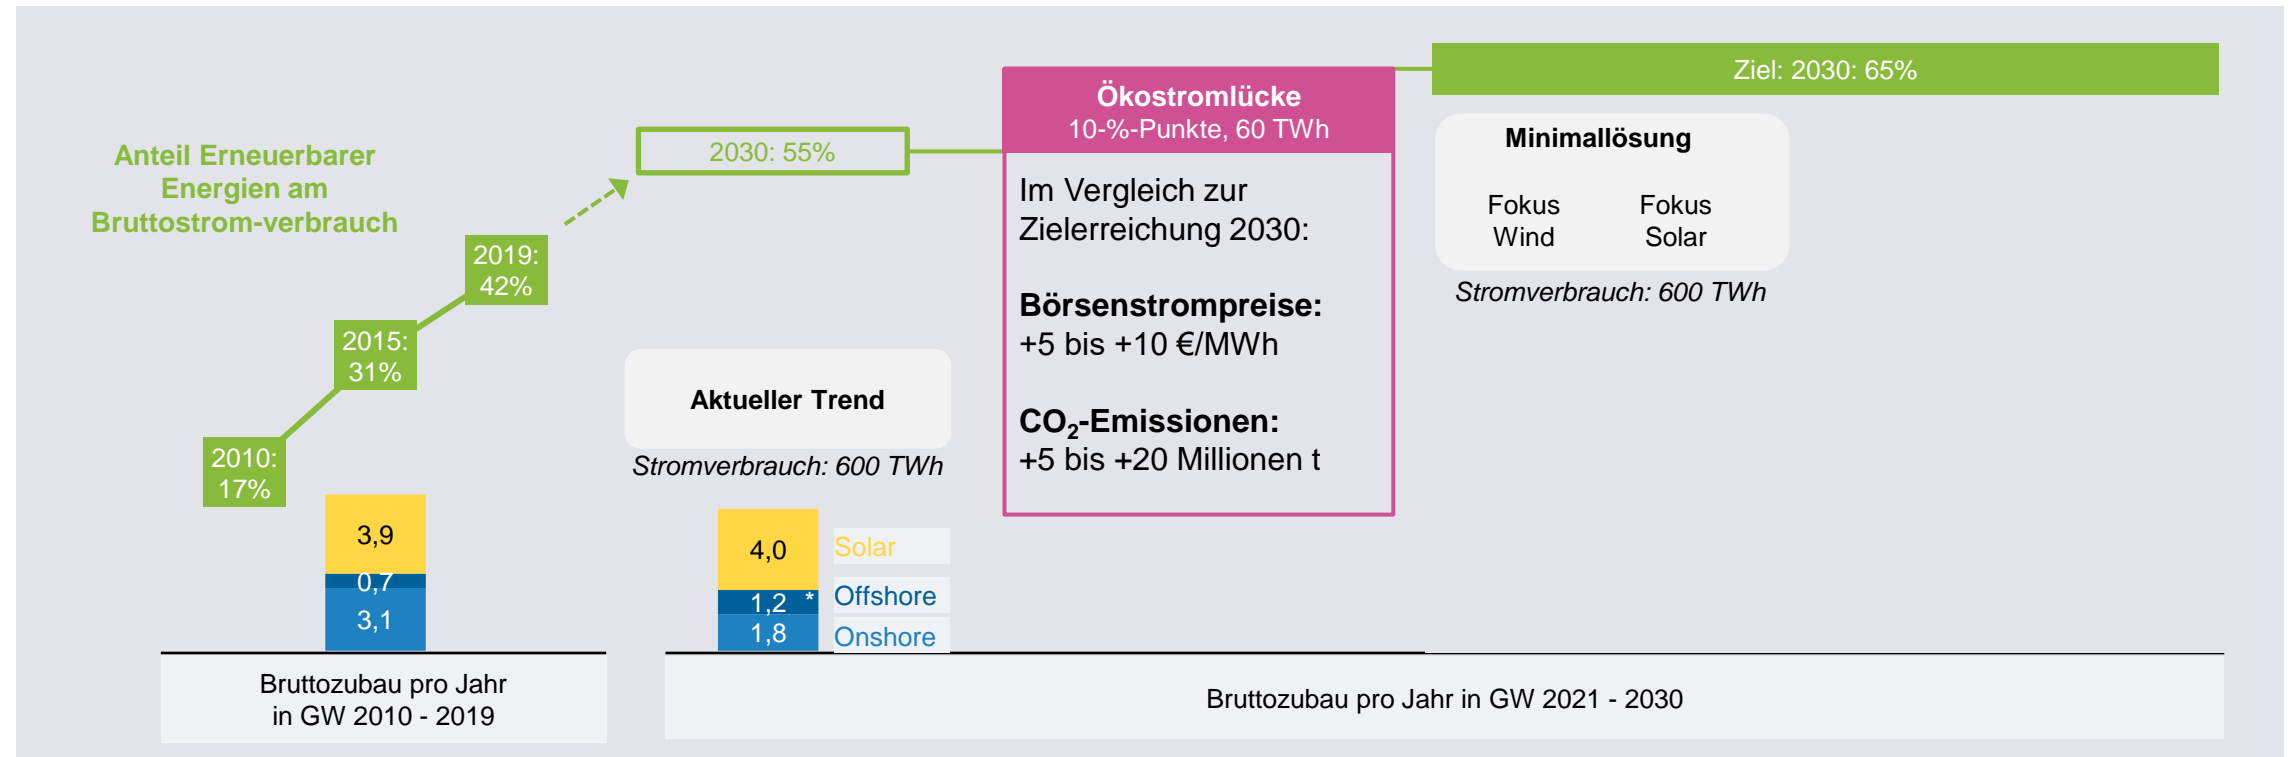 Anteil Erneuerbarer
Energien am
Bruttostrom-verbrauch
2010:
17%
2015:
31%
2019:
42%
2030: 55%
Ökostromlücke
10-%-Punkte, 60 TWh
Im Vergleich zur
Zielerreichung 2030:
Börsenstrompreise:
+5 bis +10 €/MWh
CO₂-Emissionen:
+5 bis +20 Millionen t
Ziel: 2030: 65%
Minimallösung
Fokus
Wind
Fokus
Solar
Stromverbrauch: 600 TWh
Aktueller Trend
Stromverbrauch: 600 TWh
3,9
0,7
3,1
4,0
1,2 *
1,8
Solar
Offshore
Onshore
Bruttozubau pro Jahr
in GW 2010 - 2019
Bruttozubau pro Jahr in GW 2021 - 2030